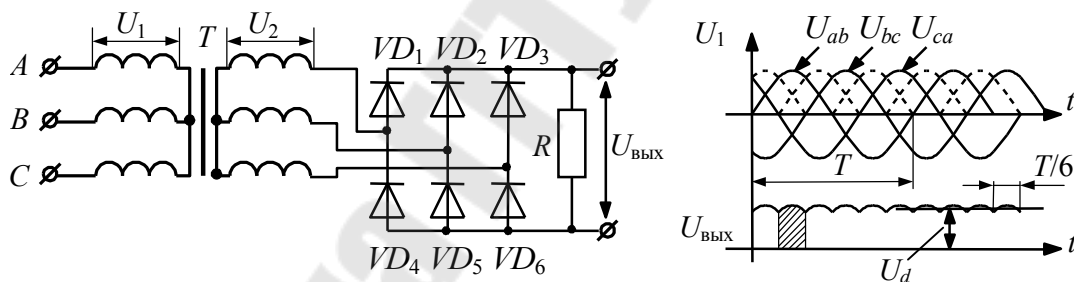 U₁ T U₂
VD₁ VD₂ VD₃
A
B
C
R
Uвых
VD₄ VD₅ VD₆
U₁ Uab Ubc Uca
t
T T/6
Uвых
Ud
t